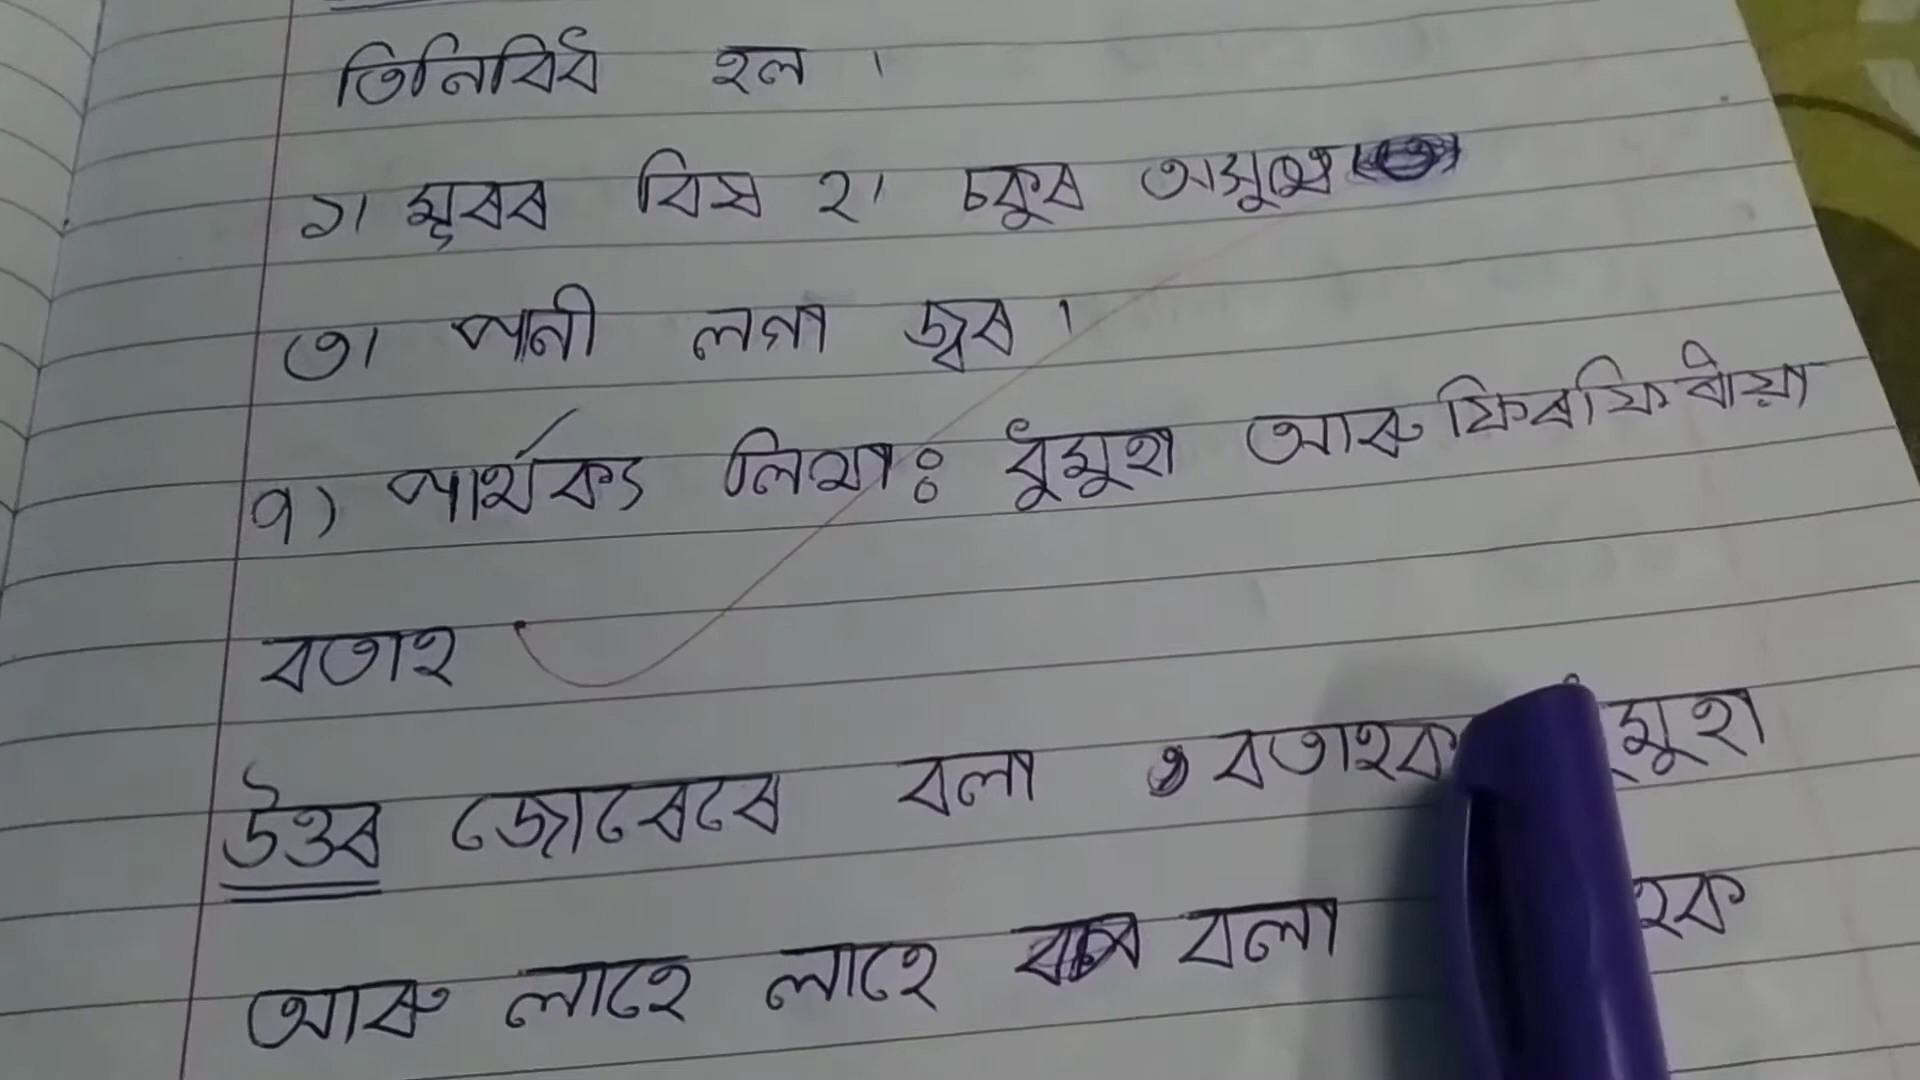 তিনিবিধ হল ।
১। মূৰৰ বিষ ২। চকুৰ অসুখ
৩। পানী লগা জ্বৰ ।
৭) পাৰ্থক্য লিখা ঃ ধুমুহা আৰু ফিৰফিৰীয়া
বতাহ
উত্তৰ জোৰেৰে বলা বতাহক
আৰু লাহে লাহে বলা